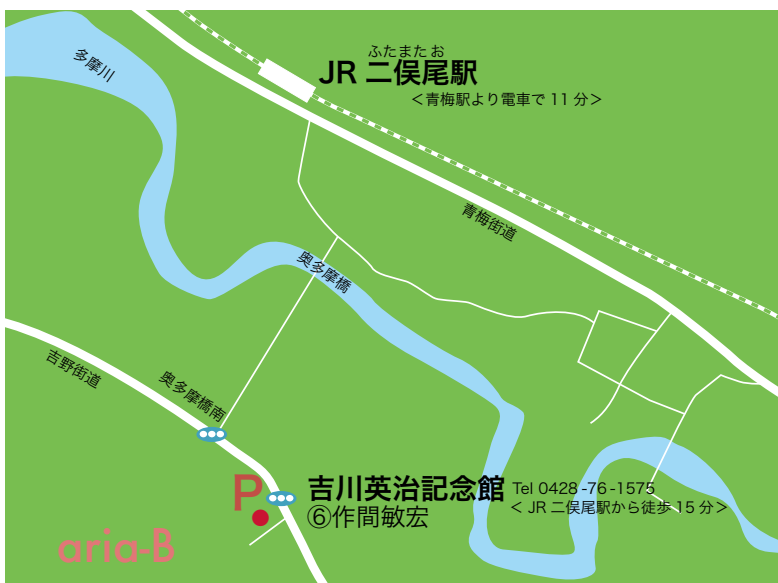 ふたまたお
JR 二俣尾駅
＜青梅駅より電車で 11 分＞
多摩川
青梅街道
奥多摩橋
吉野街道
奥多摩橋南
P
吉川英治記念館
Tel 0428-76-1575
⑥作間敏宏
＜ JR 二俣尾駅から徒歩 15 分＞
aria-B